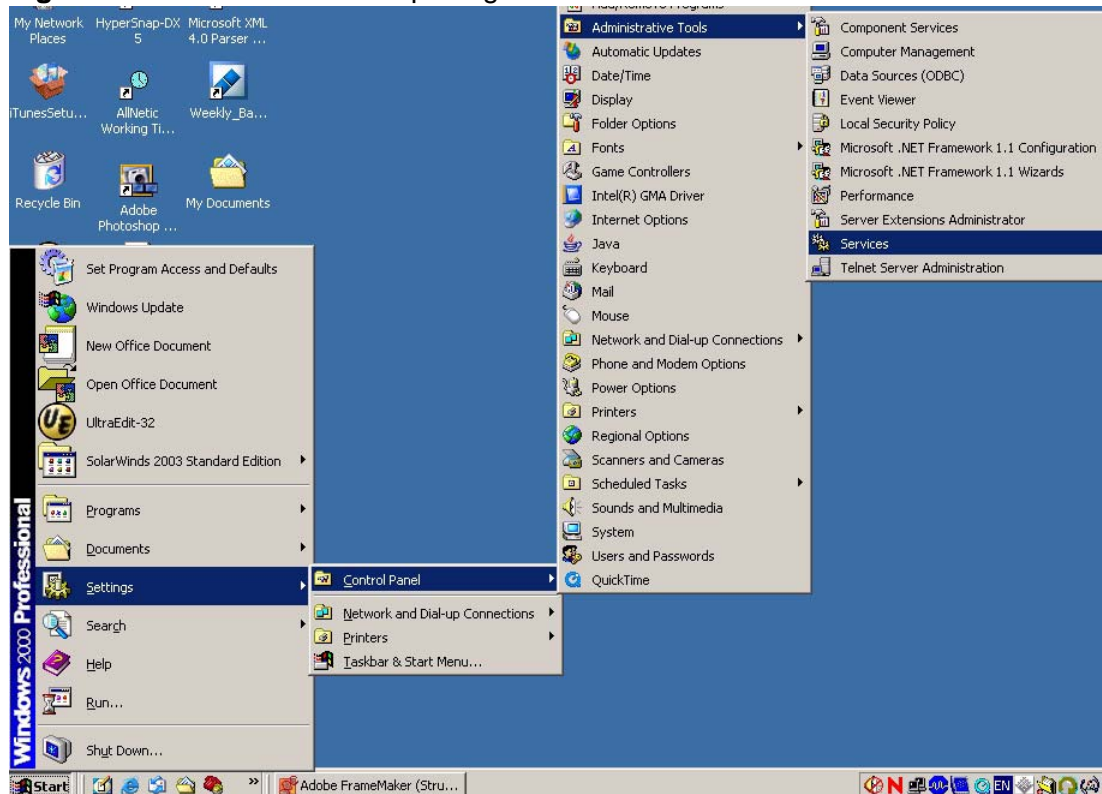 My Network Places
HyperSnap-DX 5
Microsoft XML 4.0 Parser ...
iTunesSetu...
AllNetic Working Ti...
Weekly_Ba...
Recycle Bin
Adobe Photoshop ...
My Documents
Set Program Access and Defaults
Windows Update
New Office Document
Open Office Document
UltraEdit-32
SolarWinds 2003 Standard Edition
Programs
Documents
Settings
Search
Help
Run...
Shut Down...
Windows 2000 Professional
Control Panel
Network and Dial-up Connections
Printers
Taskbar & Start Menu...
Administrative Tools
Automatic Updates
Date/Time
Display
Folder Options
Fonts
Game Controllers
Intel(R) GMA Driver
Internet Options
Java
Keyboard
Mail
Mouse
Network and Dial-up Connections
Phone and Modem Options
Power Options
Printers
Regional Options
Scanners and Cameras
Scheduled Tasks
Sounds and Multimedia
System
Users and Passwords
QuickTime
Component Services
Computer Management
Data Sources (ODBC)
Event Viewer
Local Security Policy
Microsoft .NET Framework 1.1 Configuration
Microsoft .NET Framework 1.1 Wizards
Performance
Server Extensions Administrator
Services
Telnet Server Administration
Start
Adobe FrameMaker (Stru...
EN